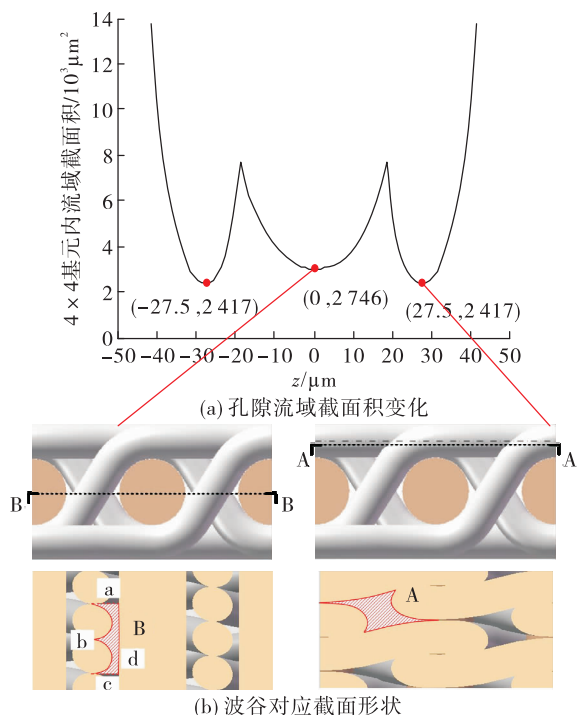 4×4基元内流域截面积/10³μm²
14
12
10
8
6
4
2
0
(-27.5,2 417)
(0,2 746)
(27.5,2 417)
-50 -40 -30 -20 -10 0 10 20 30 40 50
z/μm
(a) 孔隙流域截面积变化
B B
A A
a
b B
d
c
A
(b) 波谷对应截面形状